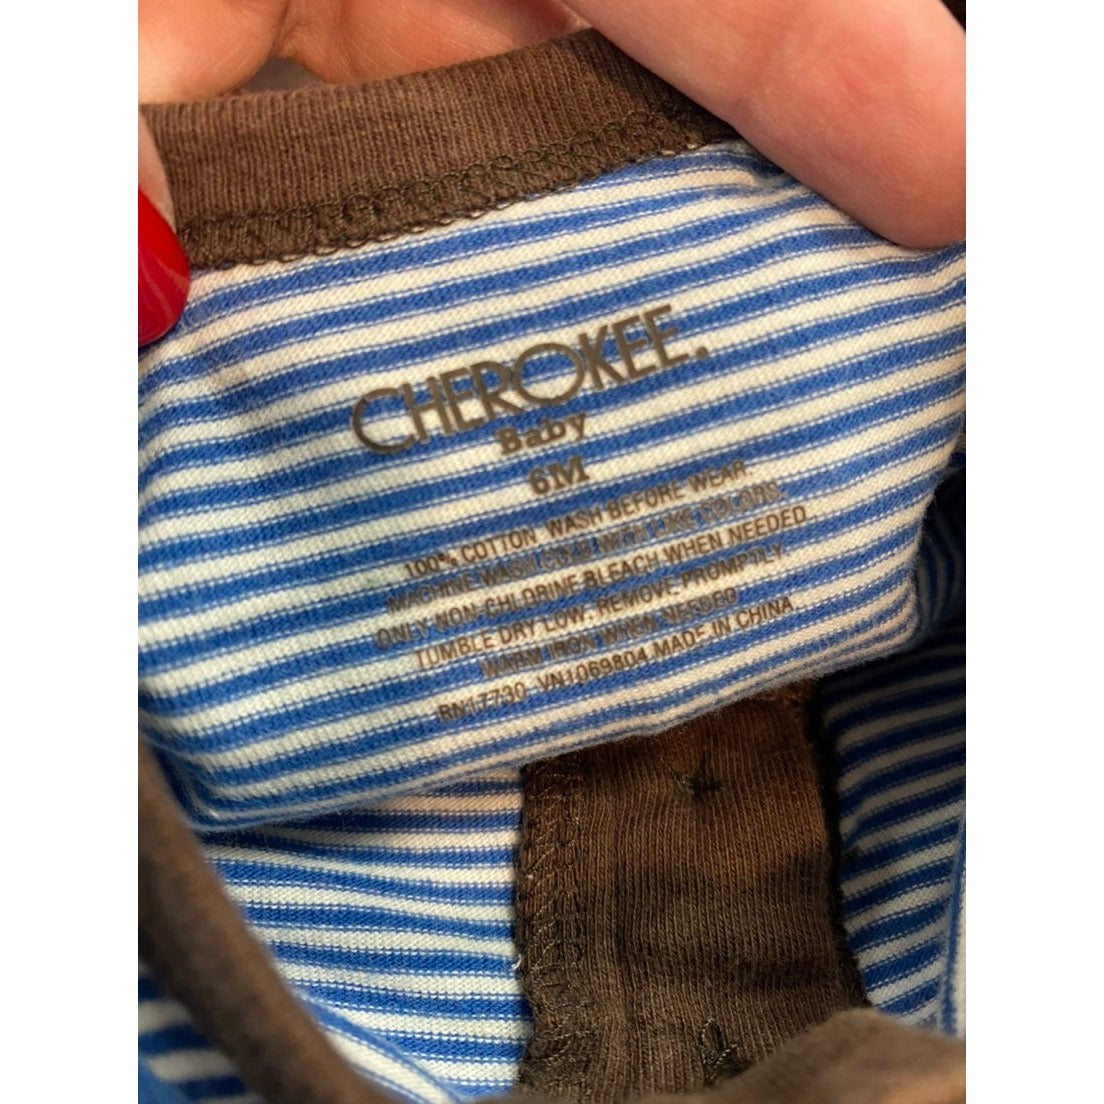 CHEROKEE.
Baby
6M
100% COTTON WASH BEFORE WEAR.
MACHINE WASH COLD WITH LIKE COLORS.
ONLY NON-CHLORINE BLEACH WHEN NEEDED
TUMBLE DRY LOW. REMOVE PROMPTLY.
WARM IRON WHEN NEEDED
RN17730 VN1069804 MADE IN CHINA